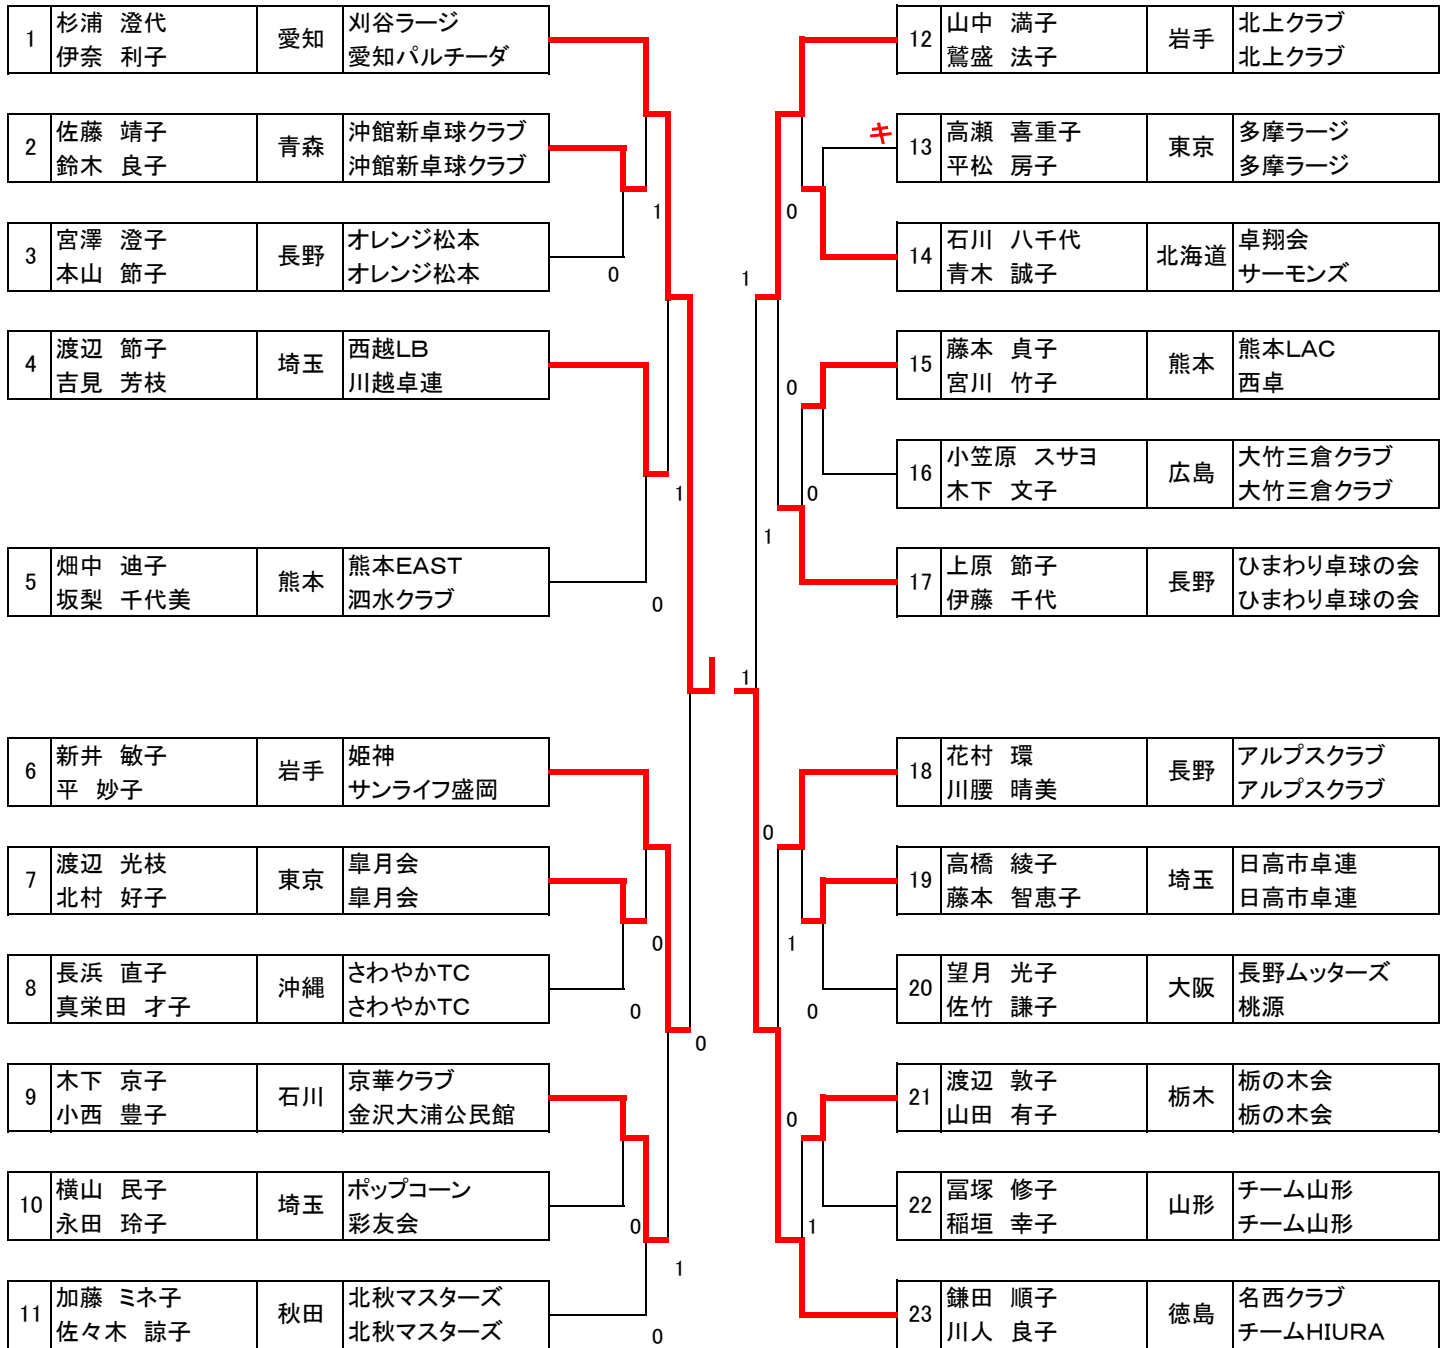 1 杉浦 澄代 愛知 刈谷ラージ
伊奈 利子 愛知パルチーダ
2 佐藤 靖子 青森 沖館新卓球クラブ
鈴木 良子 沖館新卓球クラブ
1
3 宮澤 澄子 長野 オレンジ松本
本山 節子 オレンジ松本
0
4 渡辺 節子 埼玉 西越LB
吉見 芳枝 川越卓連
1
5 畑中 迪子 熊本 熊本EAST
坂梨 千代美 泗水クラブ
0
6 新井 敏子 岩手 姫神
平 妙子 サンライフ盛岡
7 渡辺 光枝 東京 皐月会
北村 好子 皐月会
0
8 長浜 直子 沖縄 さわやかTC
真栄田 才子 さわやかTC
0
0
9 木下 京子 石川 京華クラブ
小西 豊子 金沢大浦公民館
10 横山 民子 埼玉 ポップコーン
永田 玲子 彩友会
0
1
11 加藤 ミネ子 秋田 北秋マスターズ
佐々木 諒子 北秋マスターズ
0
12 山中 満子 岩手 北上クラブ
鷲盛 法子 北上クラブ
キ
13 高瀬 喜重子 東京 多摩ラージ
平松 房子 多摩ラージ
0
14 石川 八千代 北海道 卓翔会
青木 誠子 サーモンズ
1
15 藤本 貞子 熊本 熊本LAC
宮川 竹子 西卓
0
16 小笠原 スサヨ 広島 大竹三倉クラブ
木下 文子 大竹三倉クラブ
0
1
17 上原 節子 長野 ひまわり卓球の会
伊藤 千代 ひまわり卓球の会
1
18 花村 環 長野 アルプスクラブ
川腰 晴美 アルプスクラブ
0
19 高橋 綾子 埼玉 日高市卓連
藤本 智恵子 日高市卓連
1
20 望月 光子 大阪 長野ムッターズ
佐竹 謙子 桃源
0
21 渡辺 敦子 栃木 栃の木会
山田 有子 栃の木会
0
0
22 冨塚 修子 山形 チーム山形
稲垣 幸子 チーム山形
1
23 鎌田 順子 徳島 名西クラブ
川人 良子 チームHIURA